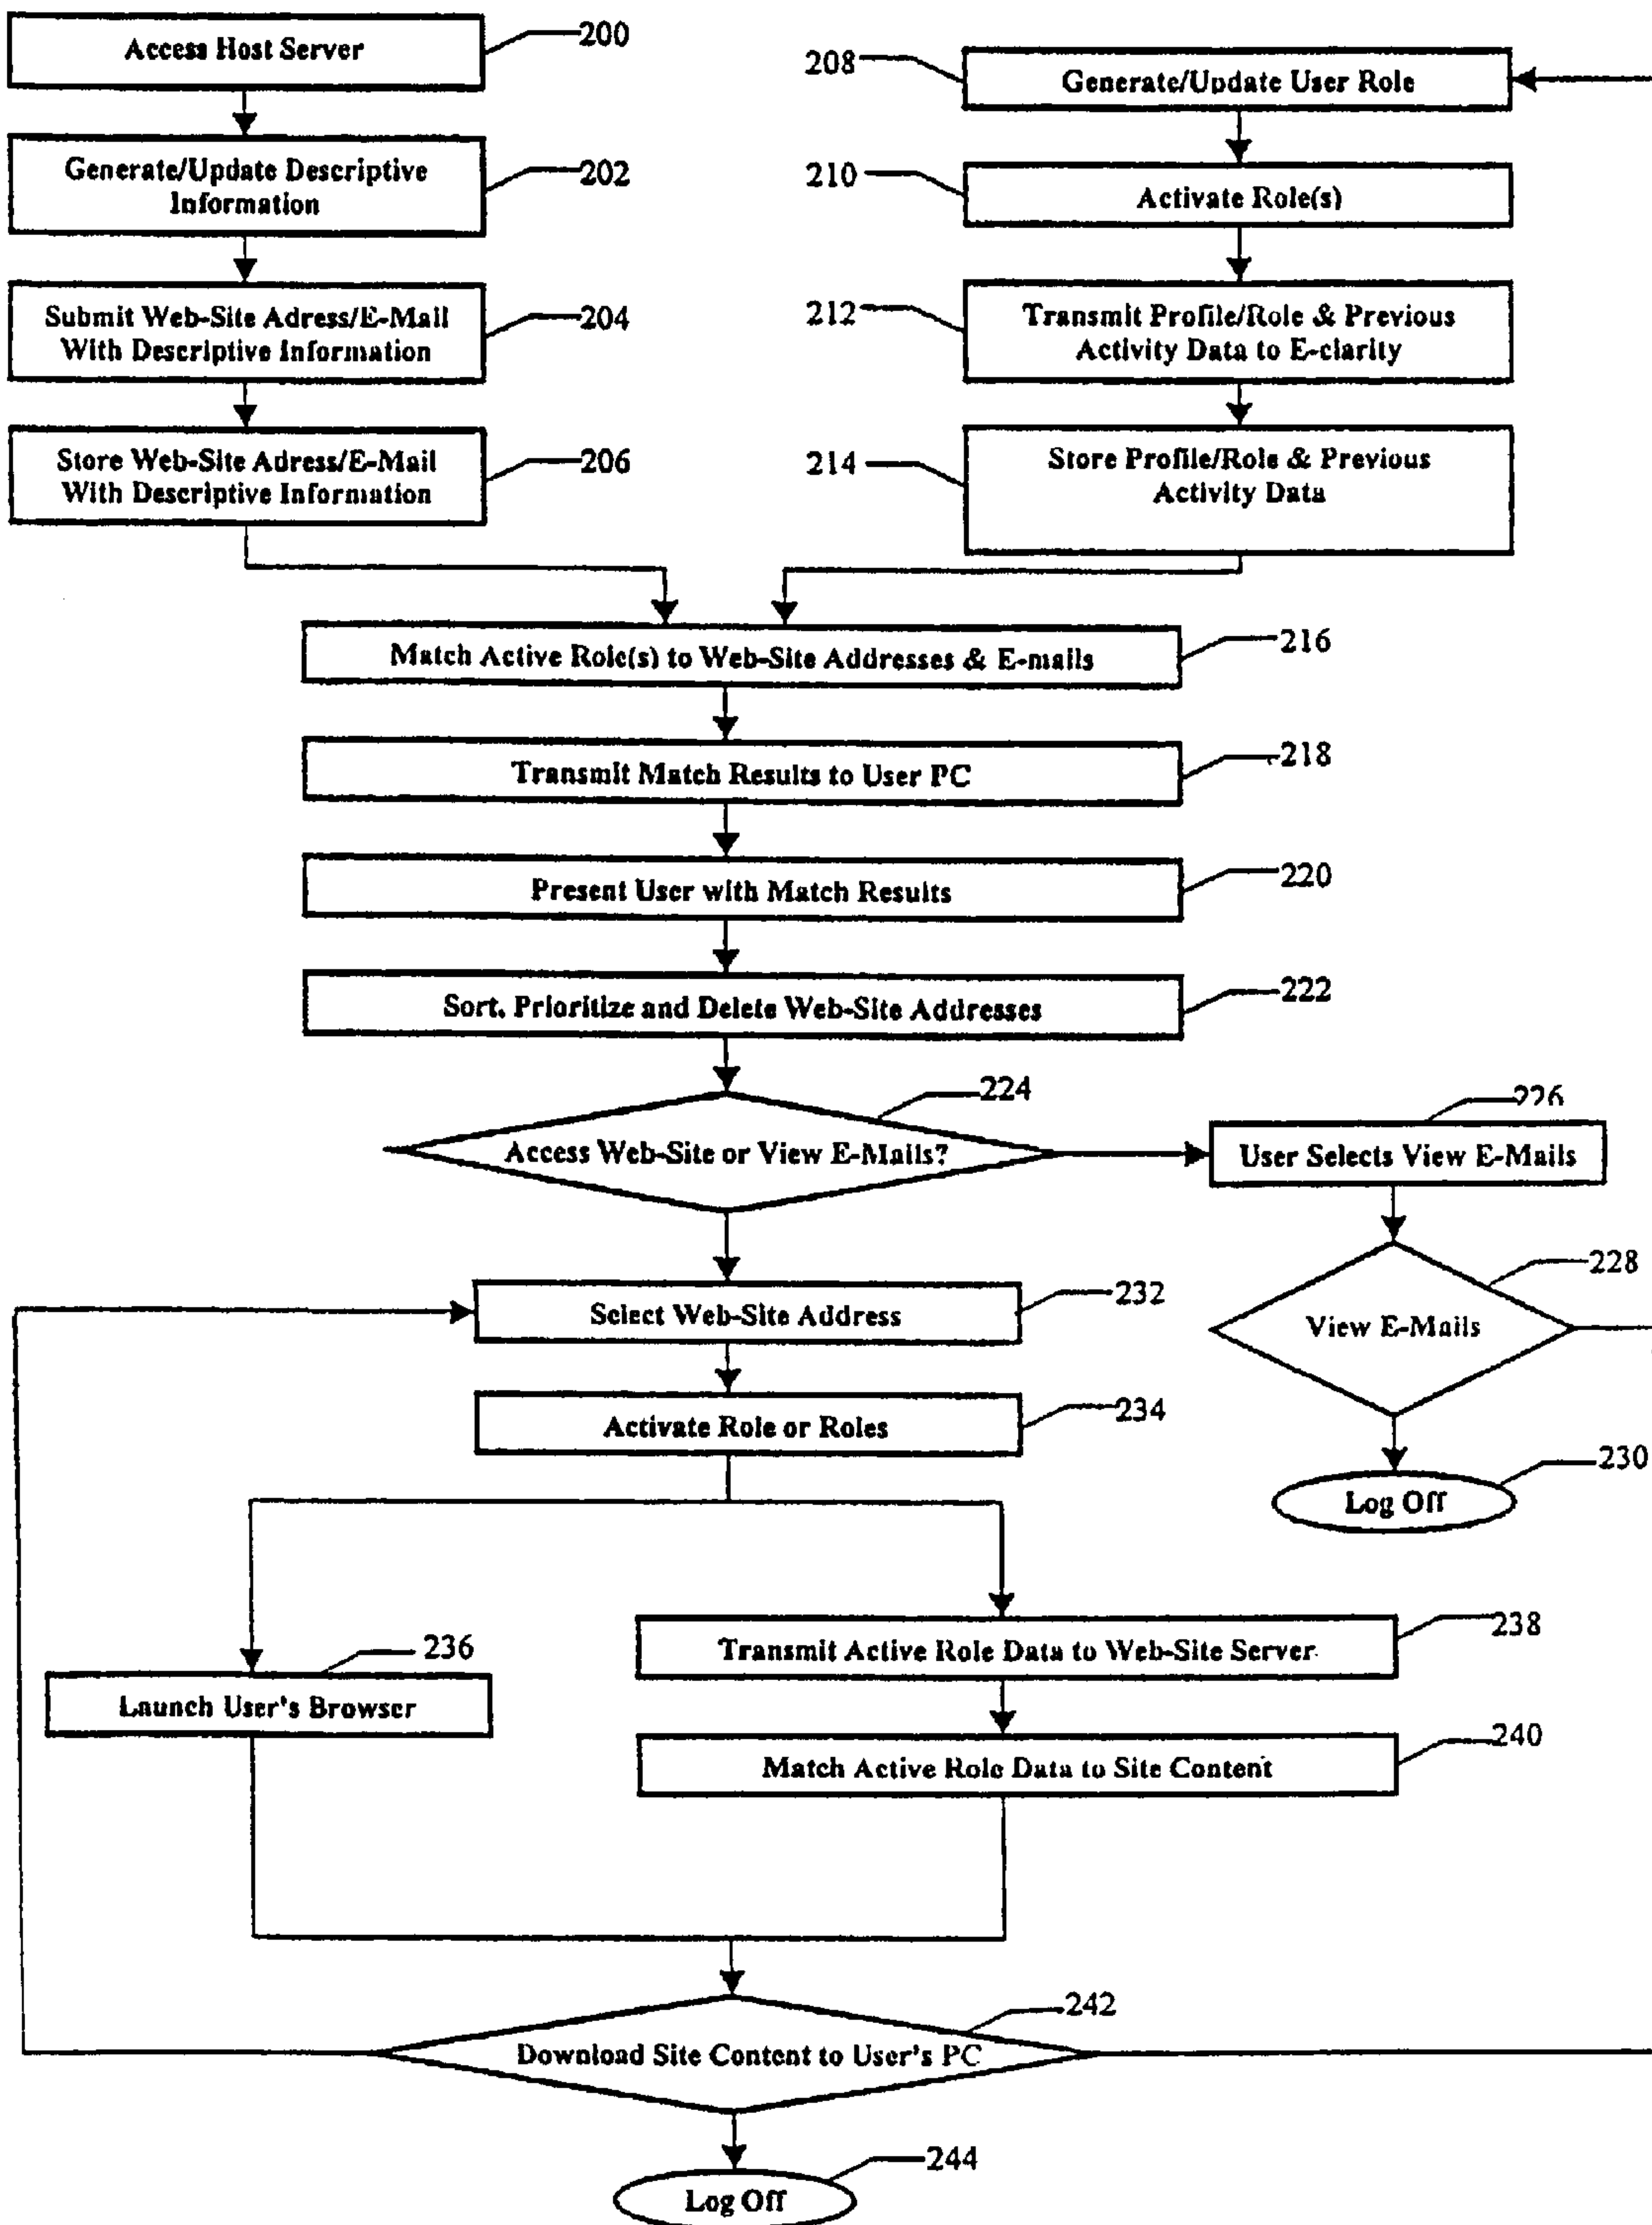 Access Host Server
200
Generate/Update Descriptive
Information
202
Submit Web-Site Adress/E-Mail
With Descriptive Information
204
Store Web-Site Adress/E-Mail
With Descriptive Information
206
208
Generate/Update User Role
210
Activate Role(s)
212
Transmit Profile/Role & Previous
Activity Data to E-clarity
214
Store Profile/Role & Previous
Activity Data
Match Active Role(s) to Web-Site Addresses & E-mails
216
Transmit Match Results to User PC
218
Present User with Match Results
220
Sort, Prioritize and Delete Web-Site Addresses
222
224
Access Web-Site or View E-Mails?
226
User Selects View E-Mails
228
View E-Mails
230
Log Off
Select Web-Site Address
232
Activate Role or Roles
234
236
Launch User's Browser
238
Transmit Active Role Data to Web-Site Server
240
Match Active Role Data to Site Content
242
Download Site Content to User's PC
244
Log Off